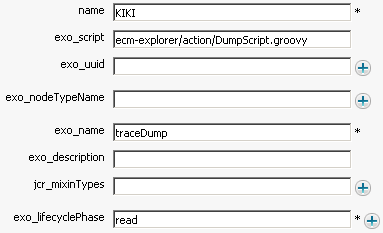 name KIKI *
exo_script ecm-explorer/action/DumpScript.groovy
exo_uuid
exo_nodeTypeName
exo_name traceDump *
exo_description
jcr_mixinTypes
exo_lifecyclePhase read *